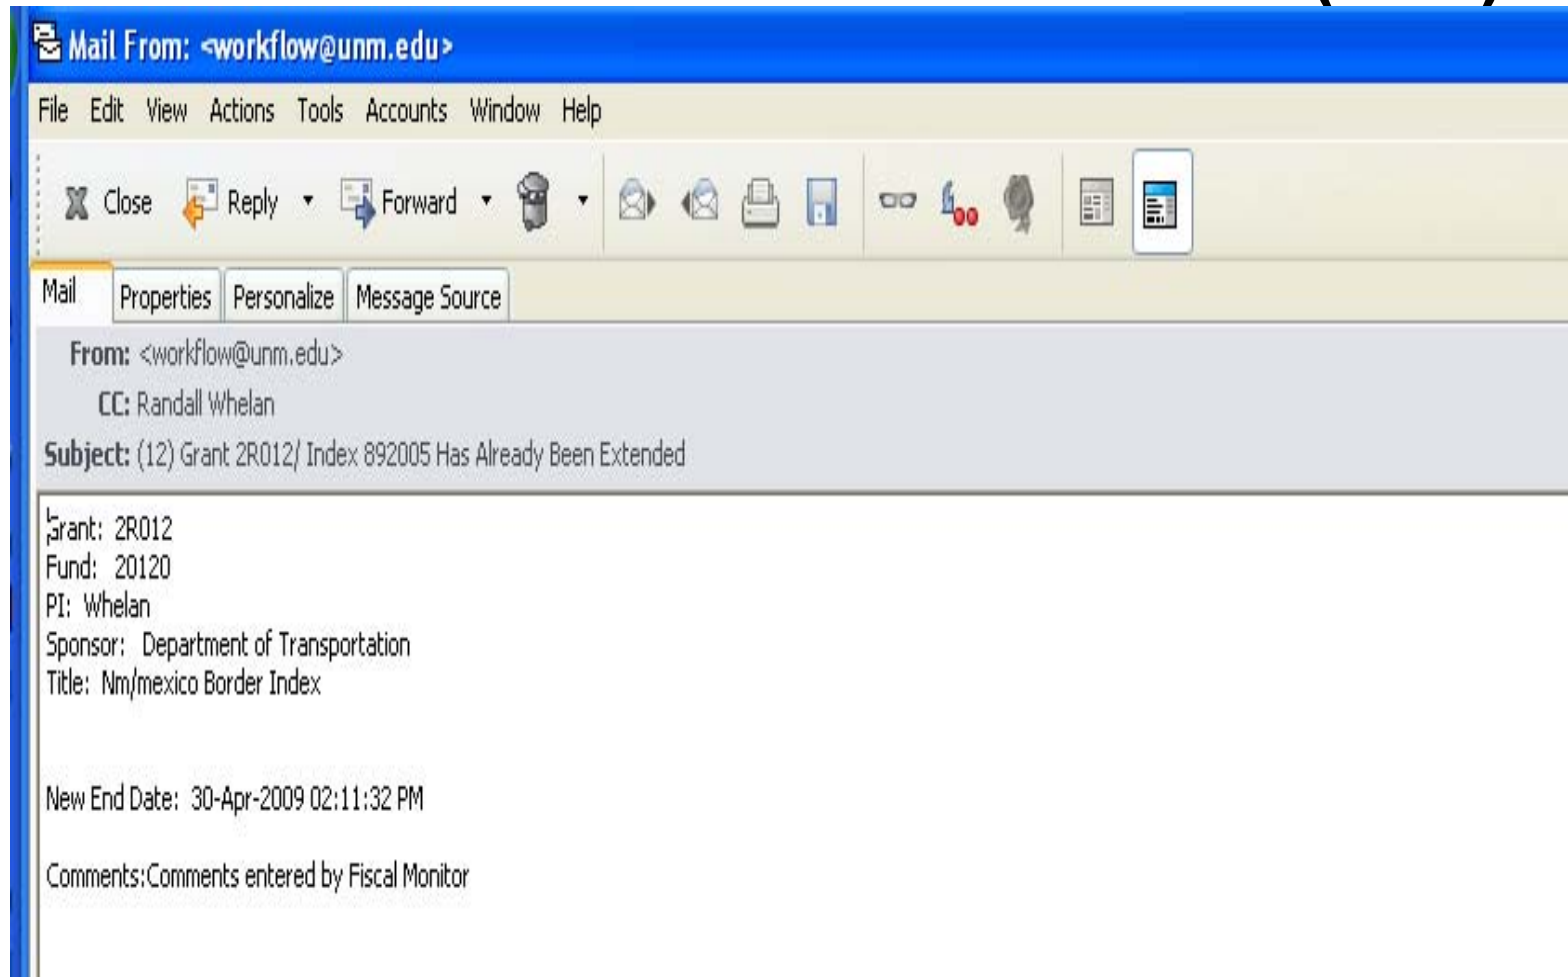 Mail From: <workflow@unm.edu>
File Edit View Actions Tools Accounts Window Help
Close Reply Forward
Mail Properties Personalize Message Source
From: <workflow@unm.edu>
CC: Randall Whelan
Subject: (12) Grant 2R012/ Index 892005 Has Already Been Extended
Grant: 2R012
Fund: 20120
PI: Whelan
Sponsor: Department of Transportation
Title: Nm/mexico Border Index
New End Date: 30-Apr-2009 02:11:32 PM
Comments:Comments entered by Fiscal Monitor